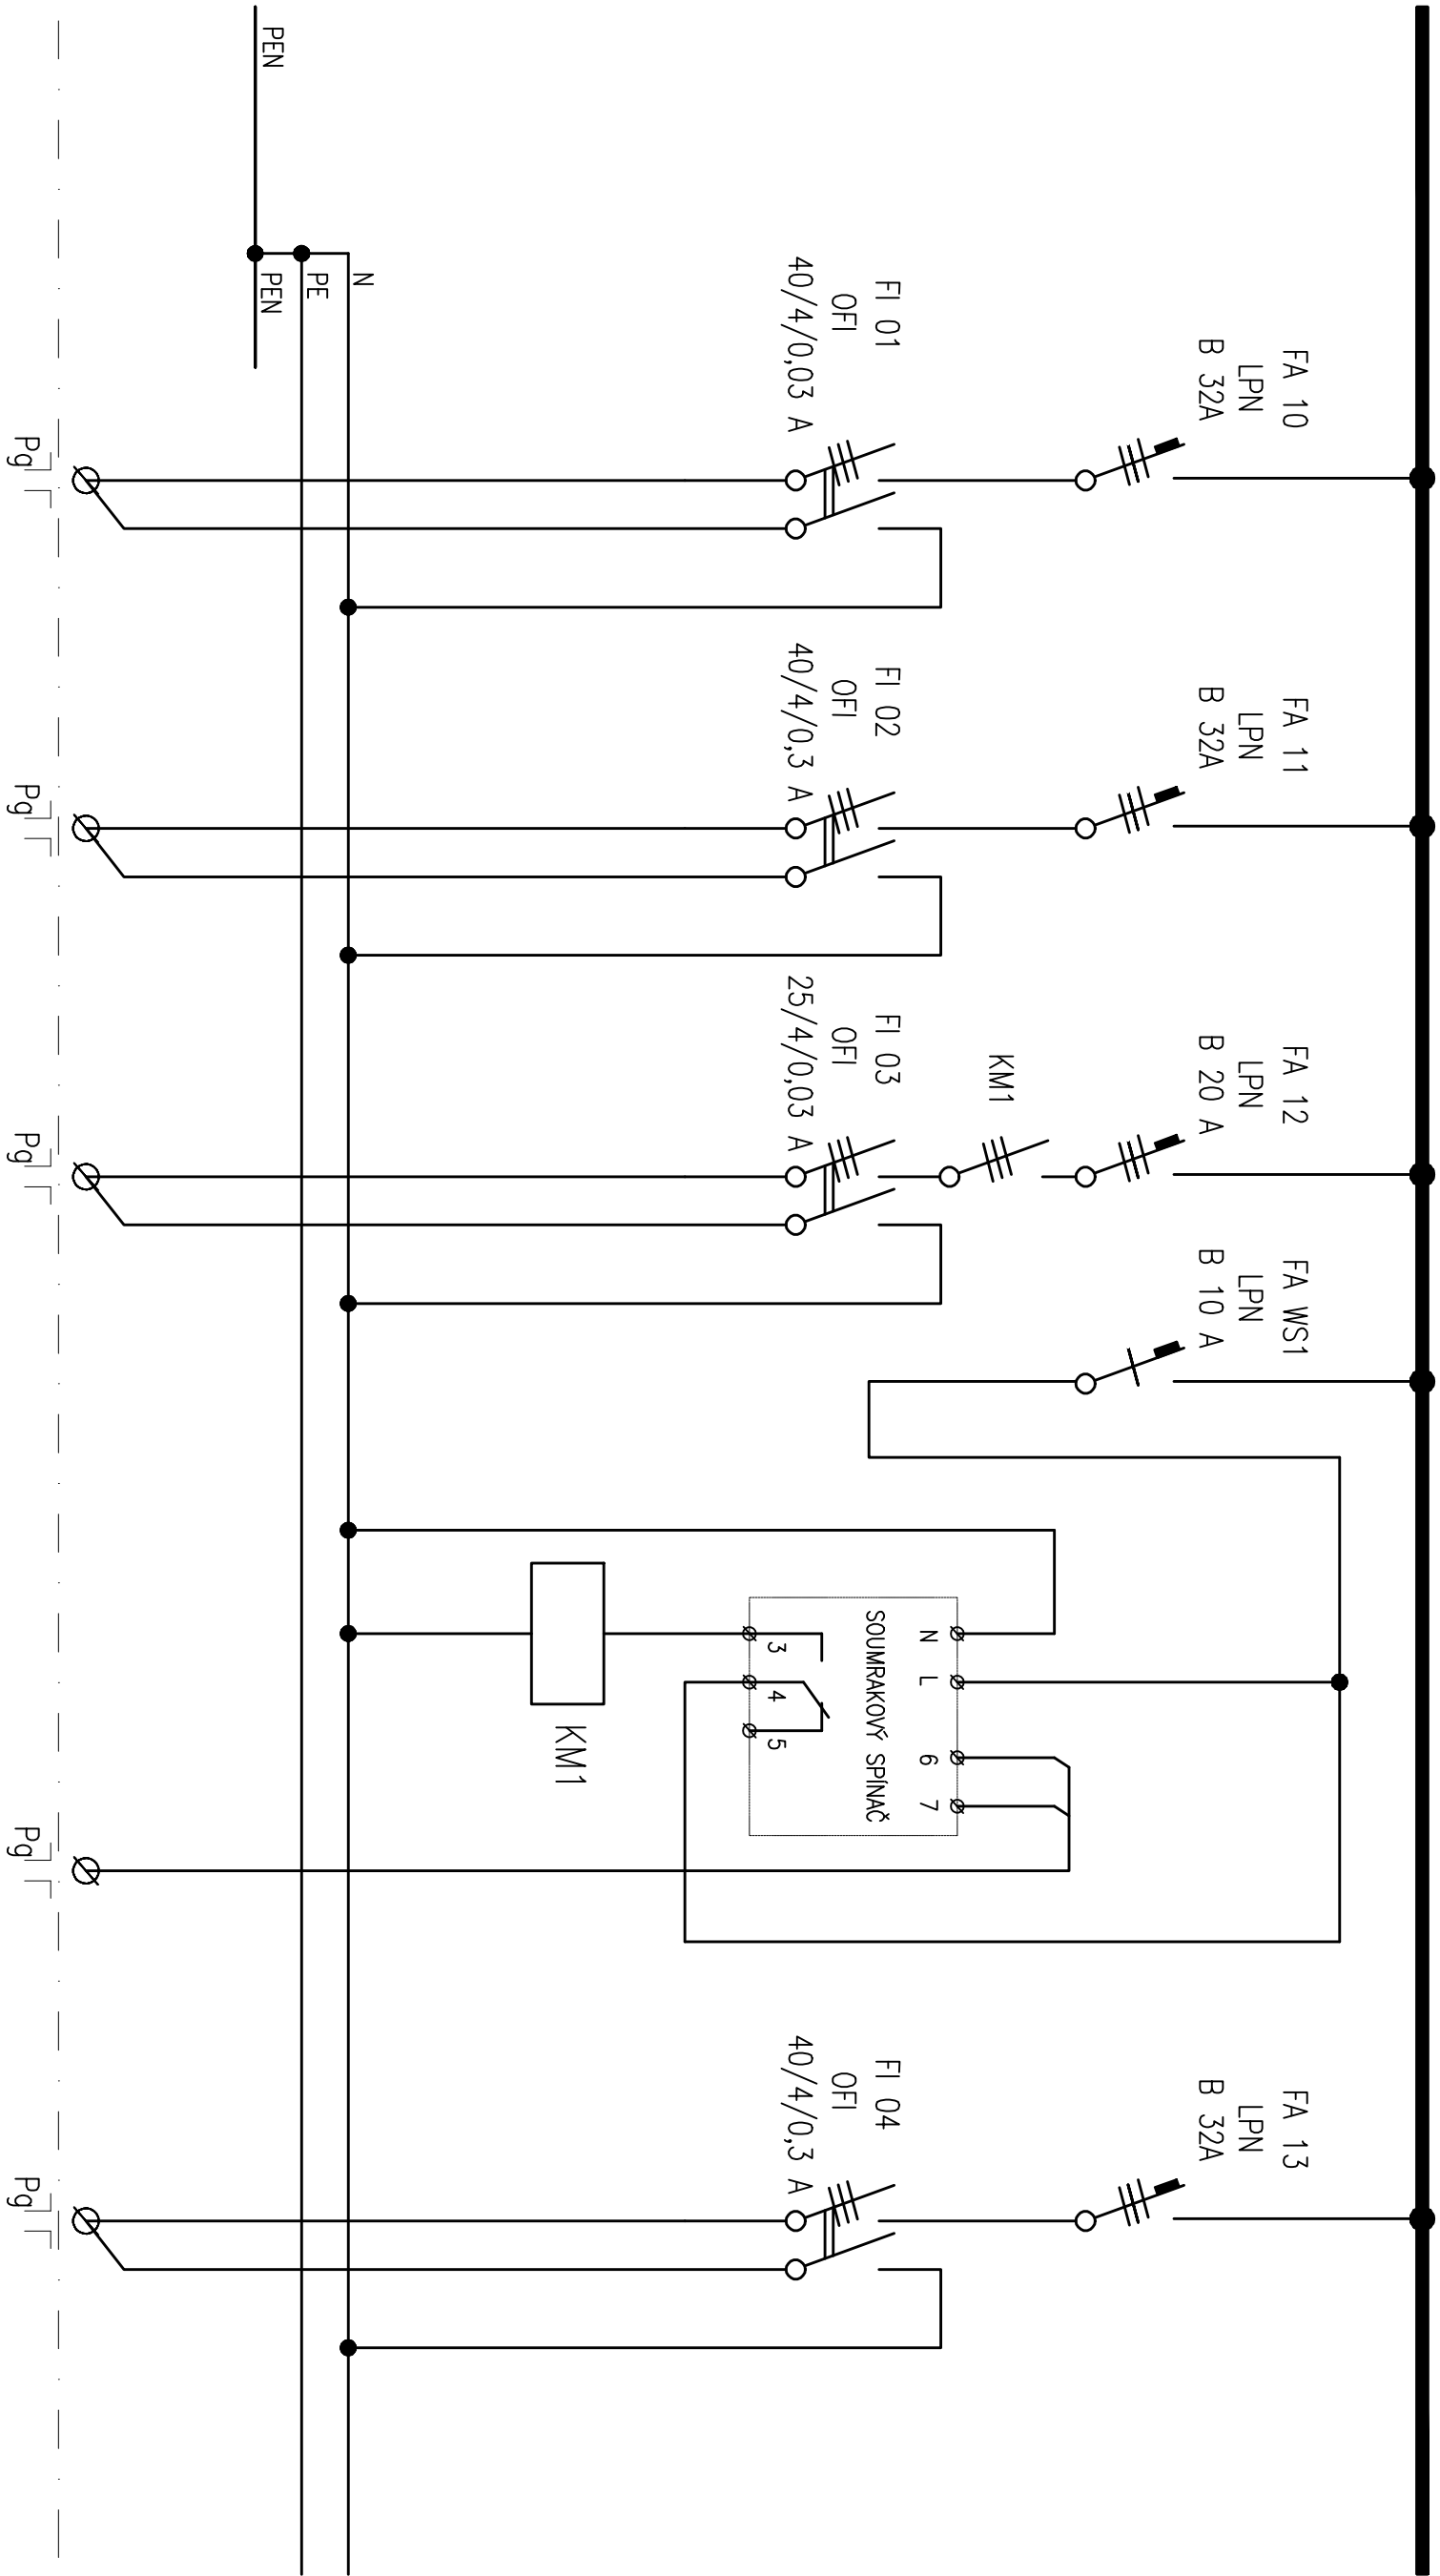 FA 10
LPN
B 32A
FA 11
LPN
B 32A
FA 12
LPN
B 20 A
FA WS1
LPN
B 10 A
FA 13
LPN
B 32A
KM1
FI 01
OFI
40/4/0,03 A
FI 02
OFI
40/4/0,3 A
FI 03
OFI
25/4/0,03 A
N
L
6
7
SOUMRAKOVÝ SPÍNAČ
3
4
5
FI 04
OFI
40/4/0,3 A
KM1
N
PE
PEN
PEN
Pg
Pg
Pg
Pg
Pg